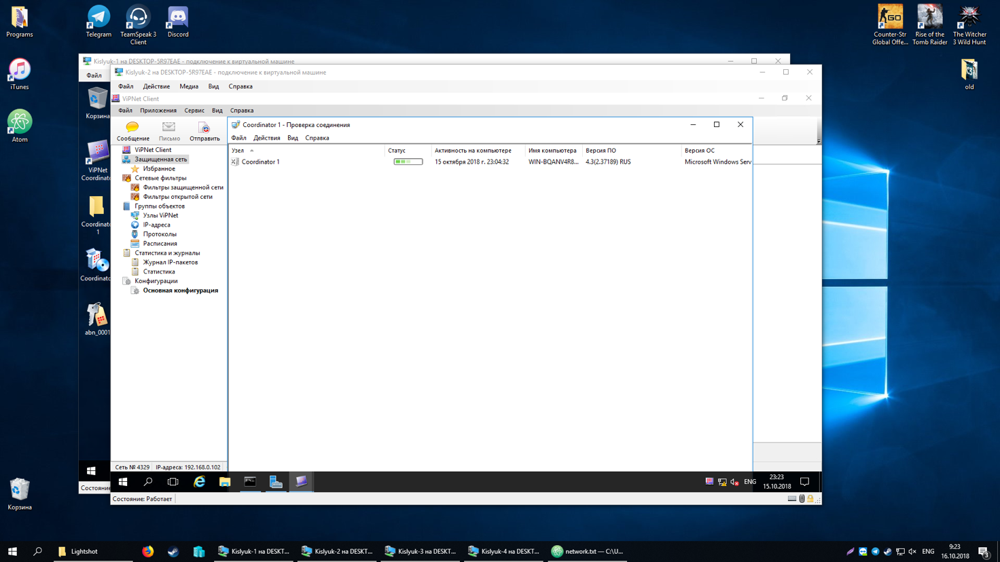 Programs
Telegram
TeamSpeak 3
Client
Discord
Counter-Str
Global Offe...
Rise of the
Tomb Raider
The Witcher
3 Wild Hunt
iTunes
old
Atom
Корзина
Kislyuk-1 на DESKTOP-5R97EAE - подключение к виртуальной машине
Файл
Корзина
ViPNet
Coordinat
Coordinat
1
Coordinat
abn_0001
Состояние
Kislyuk-2 на DESKTOP-5R97EAE - подключение к виртуальной машине
Файл Действие Медиа Вид Справка
ViPNet Client
Файл Приложения Сервис Вид Справка
Сообщение Письмо Отправить
ViPNet Client
Защищенная сеть
Избранное
Сетевые фильтры
Фильтры защищенной сети
Фильтры открытой сети
Группы объектов
Узлы ViPNet
IP-адреса
Протоколы
Расписания
Статистика и журналы
Журнал IP-пакетов
Статистика
Конфигурации
Основная конфигурация
Сеть № 4329 IP-адреса: 192.168.0.102
Coordinator 1 - Проверка соединения
Файл Действия Вид Справка
Узел Статус Активность на компьютере Имя компьютера Версия ПО Версия ОС
Coordinator 1 15 октября 2018 г. 23:04:32 WIN-BQANV4R8... 4.3(2.37189) RUS Microsoft Windows Serv
ENG
23:23
15.10.2018
Состояние: Работает
Lightshot
Kislyuk-1 на DESKT...
Kislyuk-2 на DESKT...
Kislyuk-3 на DESKT...
Kislyuk-4 на DESKT...
network.txt — C:\U...
ENG
9:23
16.10.2018
3